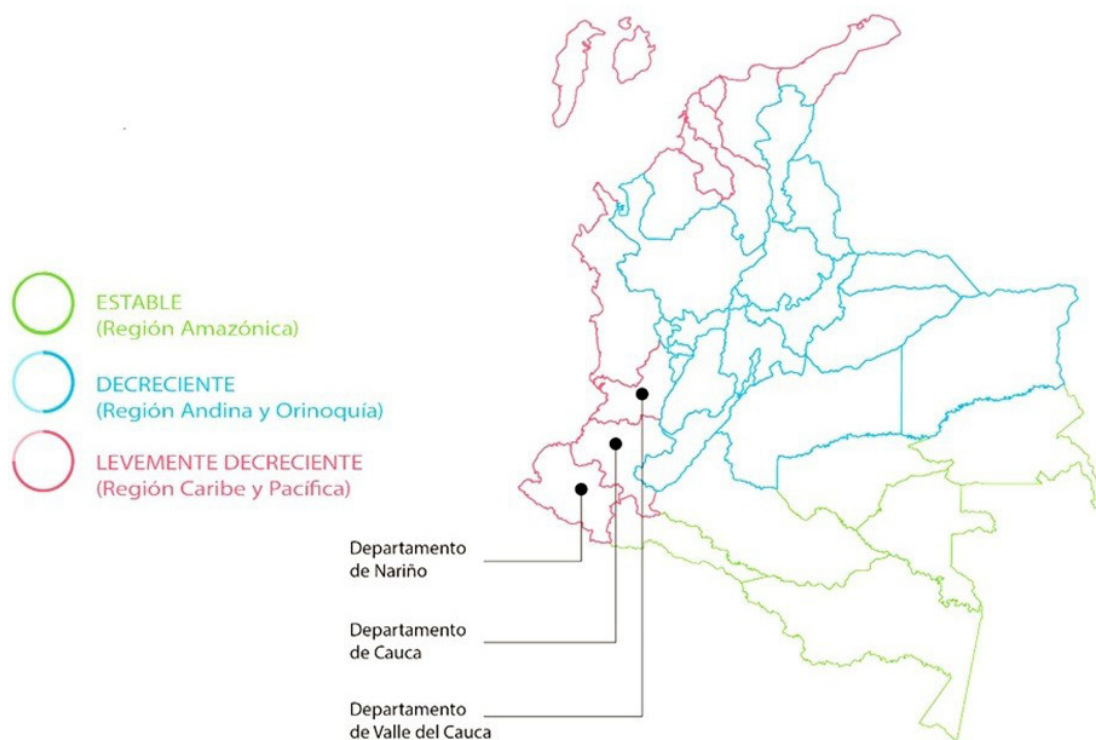 ESTABLE
(Región Amazónica)
DECRECIENTE
(Región Andina y Orinoquía)
LEVEMENTE DECRECIENTE
(Región Caribe y Pacífica)
Departamento
de Nariño
Departamento
de Cauca
Departamento
de Valle del Cauca